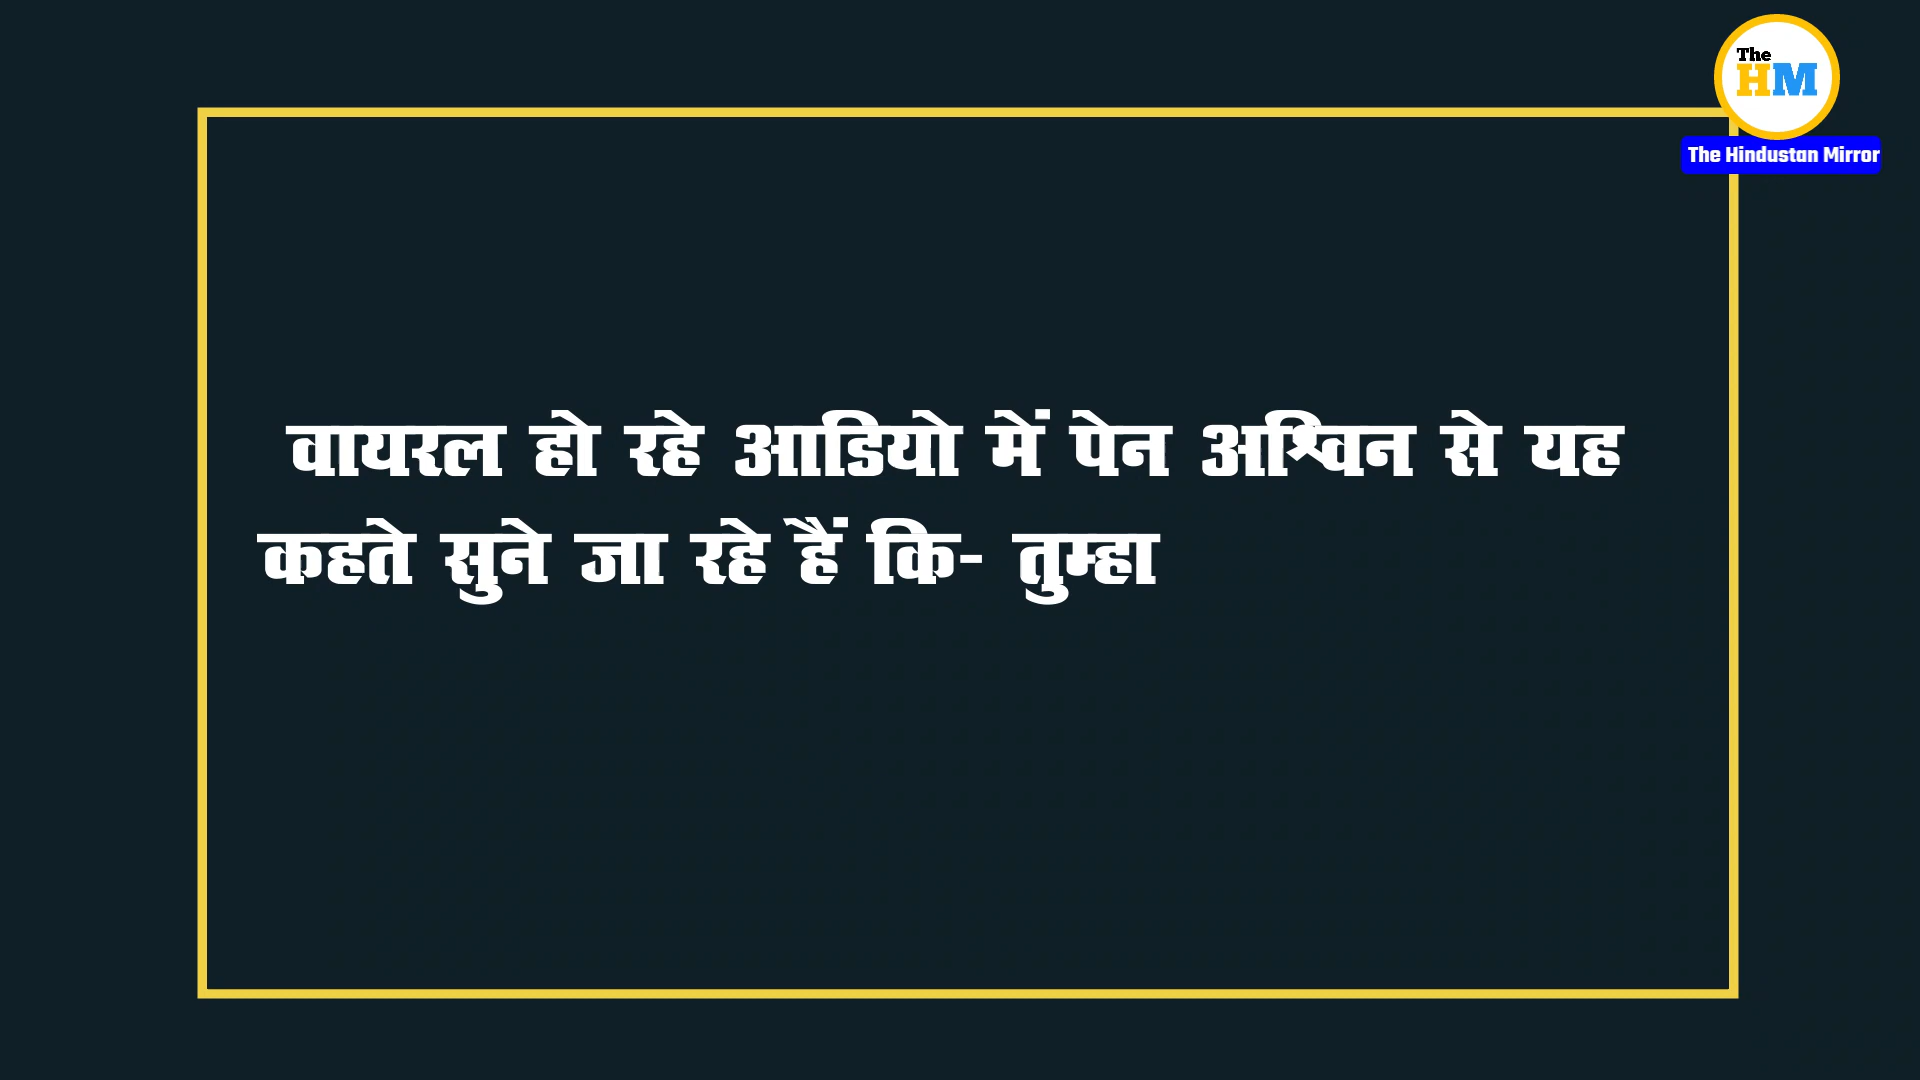 The
HM
The Hindustan Mirror
वायरल हो रहे आडियो में पेन अश्विन से यह
कहते सुने जा रहे हैं कि- तुम्हा